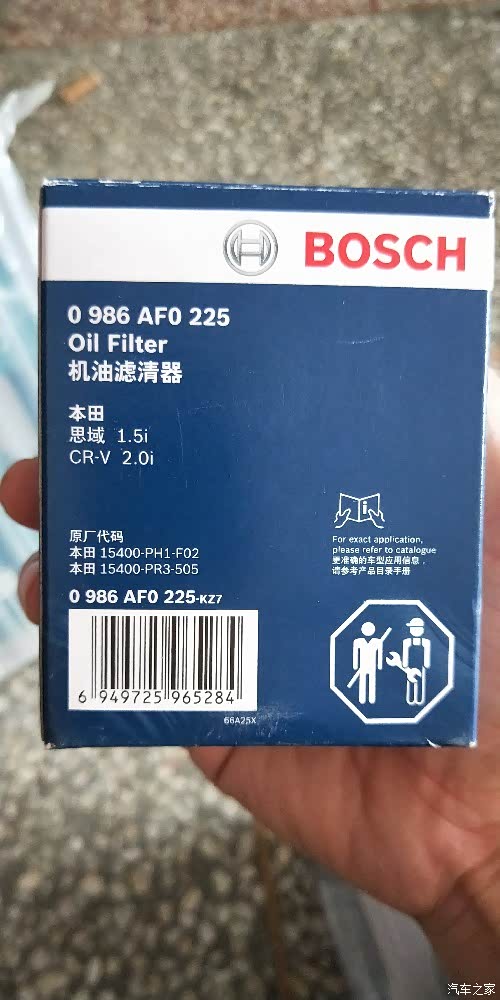 BOSCH
0 986 AF0 225
Oil Filter
机油滤清器
本田
思域 1.5i
CR-V 2.0i
原厂代码
本田 15400-PH1-F02
本田 15400-PR3-505
0 986 AF0 225-KZ7
6 949725 965284
66A25X
For exact application,
please refer to catalogue
更准确的车型应用信息，
请参考产品目录手册
汽车之家